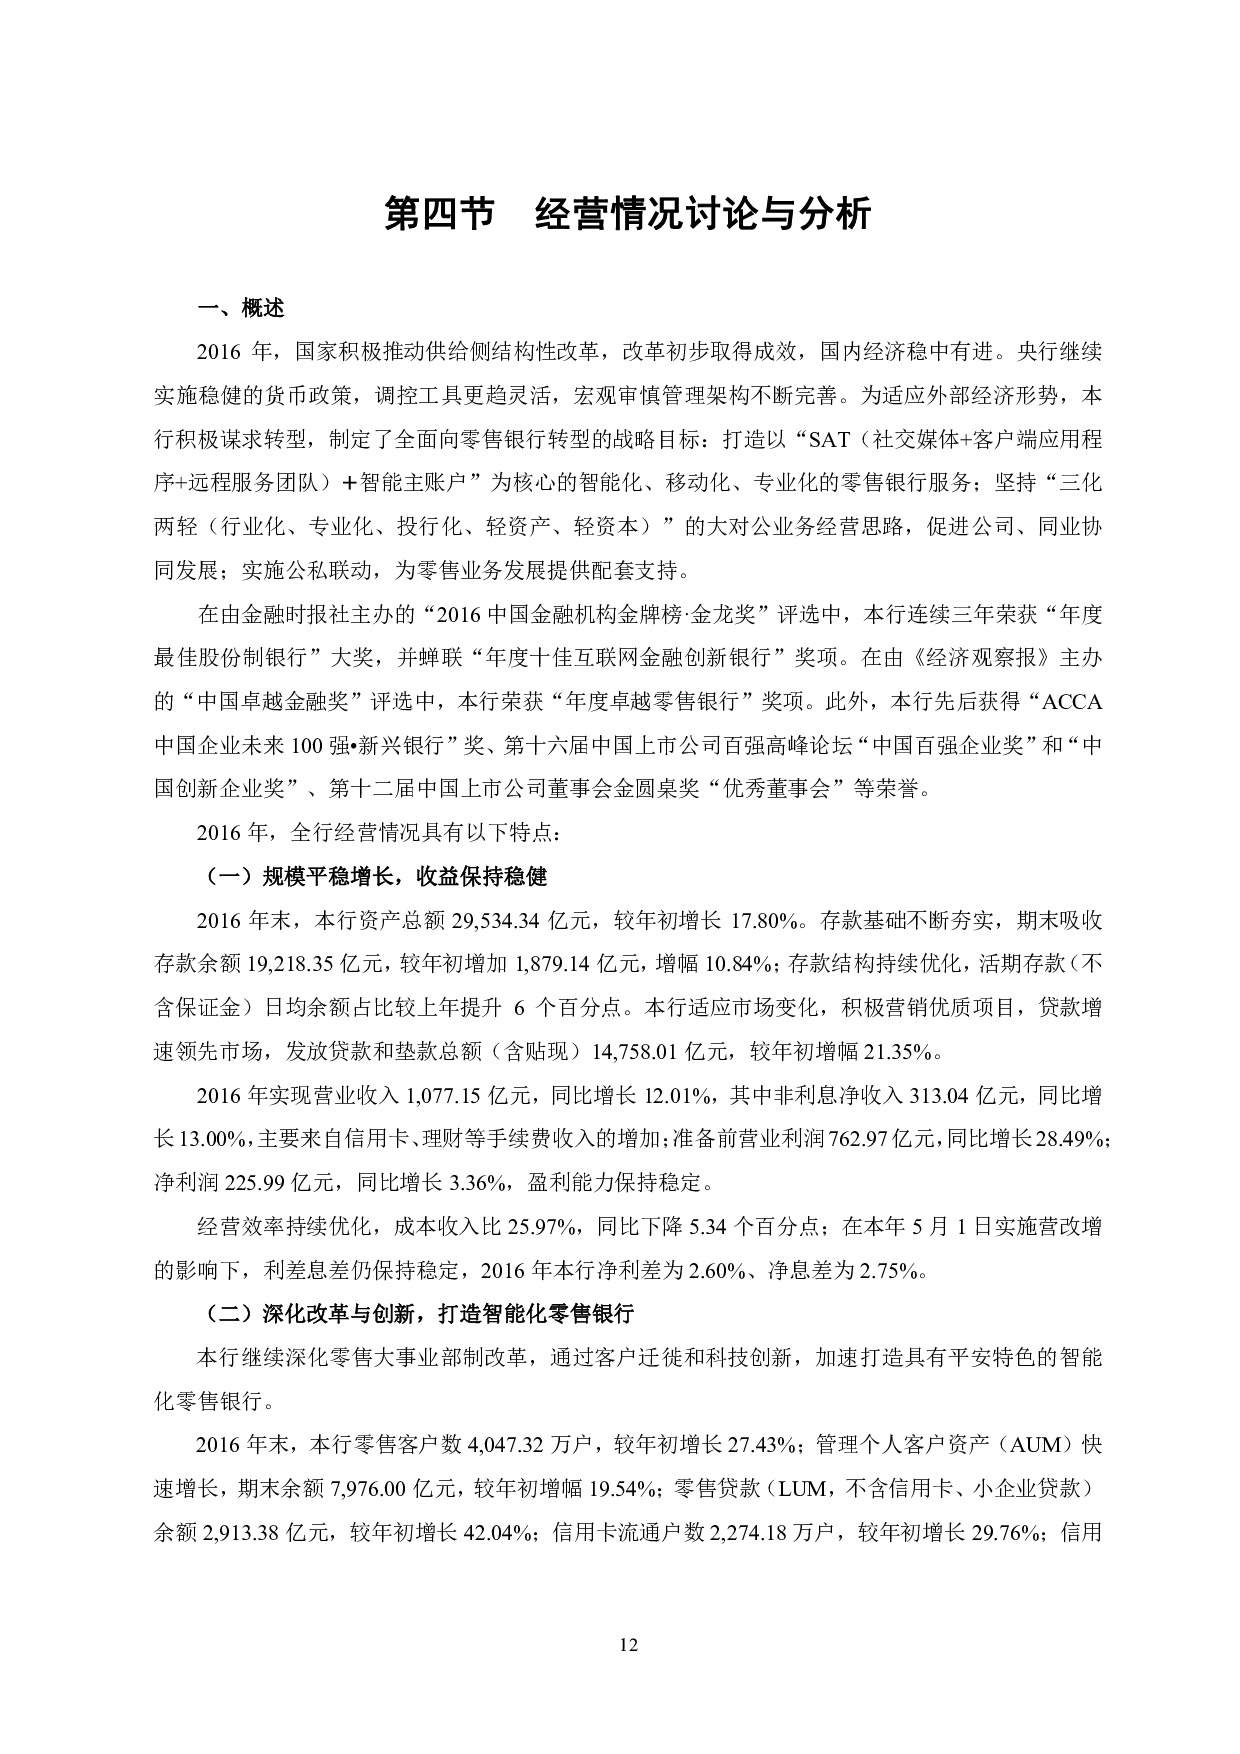 第四节　经营情况讨论与分析
一、概述
2016 年，国家积极推动供给侧结构性改革，改革初步取得成效，国内经济稳中有进。央行继续
实施稳健的货币政策，调控工具更趋灵活，宏观审慎管理架构不断完善。为适应外部经济形势，本
行积极谋求转型，制定了全面向零售银行转型的战略目标：打造以“SAT（社交媒体+客户端应用程
序+远程服务团队）+智能主账户”为核心的智能化、移动化、专业化的零售银行服务；坚持“三化
两轻（行业化、专业化、投行化、轻资产、轻资本）”的大对公业务经营思路，促进公司、同业协
同发展；实施公私联动，为零售业务发展提供配套支持。
在由金融时报社主办的“2016 中国金融机构金牌榜·金龙奖”评选中，本行连续三年荣获“年度
最佳股份制银行”大奖，并蝉联“年度十佳互联网金融创新银行”奖项。在由《经济观察报》主办
的“中国卓越金融奖”评选中，本行荣获“年度卓越零售银行”奖项。此外，本行先后获得“ACCA
中国企业未来 100 强•新兴银行”奖、第十六届中国上市公司百强高峰论坛“中国百强企业奖”和“中
国创新企业奖”、第十二届中国上市公司董事会金圆桌奖“优秀董事会”等荣誉。
2016 年，全行经营情况具有以下特点：
（一）规模平稳增长，收益保持稳健
2016 年末，本行资产总额 29,534.34 亿元，较年初增长 17.80%。存款基础不断夯实，期末吸收
存款余额 19,218.35 亿元，较年初增加 1,879.14 亿元，增幅 10.84%；存款结构持续优化，活期存款（不
含保证金）日均余额占比较上年提升 6 个百分点。本行适应市场变化，积极营销优质项目，贷款增
速领先市场，发放贷款和垫款总额（含贴现）14,758.01 亿元，较年初增幅 21.35%。
2016 年实现营业收入 1,077.15 亿元，同比增长 12.01%，其中非利息净收入 313.04 亿元，同比增
长 13.00%，主要来自信用卡、理财等手续费收入的增加；准备前营业利润 762.97 亿元，同比增长 28.49%；
净利润 225.99 亿元，同比增长 3.36%，盈利能力保持稳定。
经营效率持续优化，成本收入比 25.97%，同比下降 5.34 个百分点；在本年 5 月 1 日实施营改增
的影响下，利差息差仍保持稳定，2016 年本行净利差为 2.60%、净息差为 2.75%。
（二）深化改革与创新，打造智能化零售银行
本行继续深化零售大事业部制改革，通过客户迁徙和科技创新，加速打造具有平安特色的智能
化零售银行。
2016 年末，本行零售客户数 4,047.32 万户，较年初增长 27.43%；管理个人客户资产（AUM）快
速增长，期末余额 7,976.00 亿元，较年初增幅 19.54%；零售贷款（LUM，不含信用卡、小企业贷款）
余额 2,913.38 亿元，较年初增长 42.04%；信用卡流通户数 2,274.18 万户，较年初增长 29.76%；信用
12